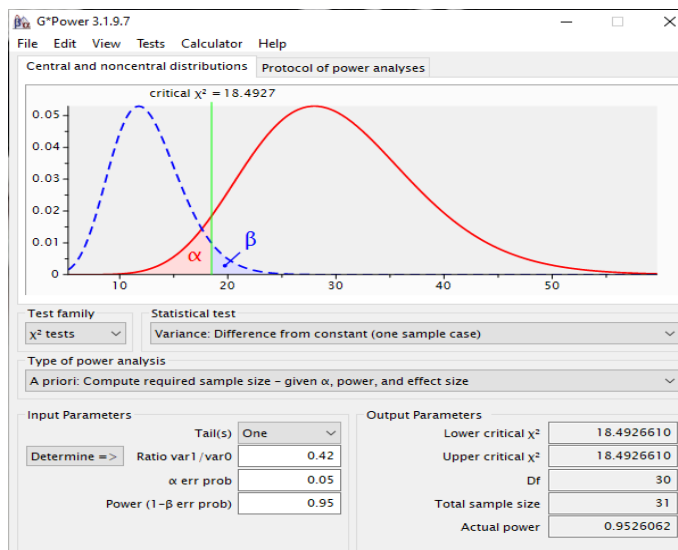 G*Power 3.1.9.7
File Edit View Tests Calculator Help
Central and noncentral distributions Protocol of power analyses
critical χ² = 18.4927
0.05
0.04
0.03
0.02
0.01
0
α
β
10 20 30 40 50
Test family Statistical test
χ² tests Variance: Difference from constant (one sample case)
Type of power analysis
A priori: Compute required sample size – given α, power, and effect size
Input Parameters Output Parameters
Tail(s) One Lower critical χ² 18.4926610
Determine => Ratio var1/var0 0.42 Upper critical χ² 18.4926610
α err prob 0.05 Df 30
Power (1-β err prob) 0.95 Total sample size 31
Actual power 0.9526062